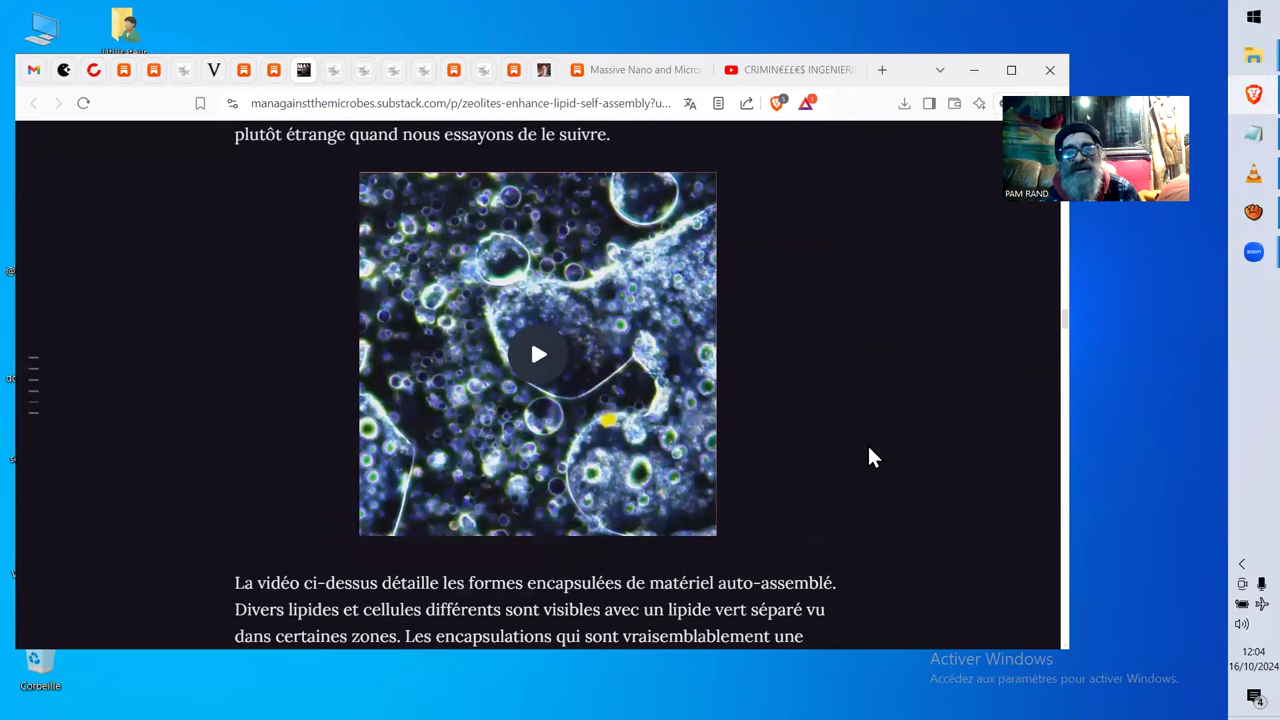 Massive Nano and Micro
CRIMIN€££€$ INGENIERI
managainstthemicrobes.substack.com/p/zeolites-enhance-lipid-self-assembly?u...
plutôt étrange quand nous essayons de le suivre.
PAM RAND
zoom
La vidéo ci-dessus détaille les formes encapsulées de matériel auto-assemblé.
Divers lipides et cellules différents sont visibles avec un lipide vert séparé vu
dans certaines zones. Les encapsulations qui sont vraisemblablement une
Corbeille
Activer Windows
Accédez aux paramètres pour activer Windows.
12:04
16/10/2024
4